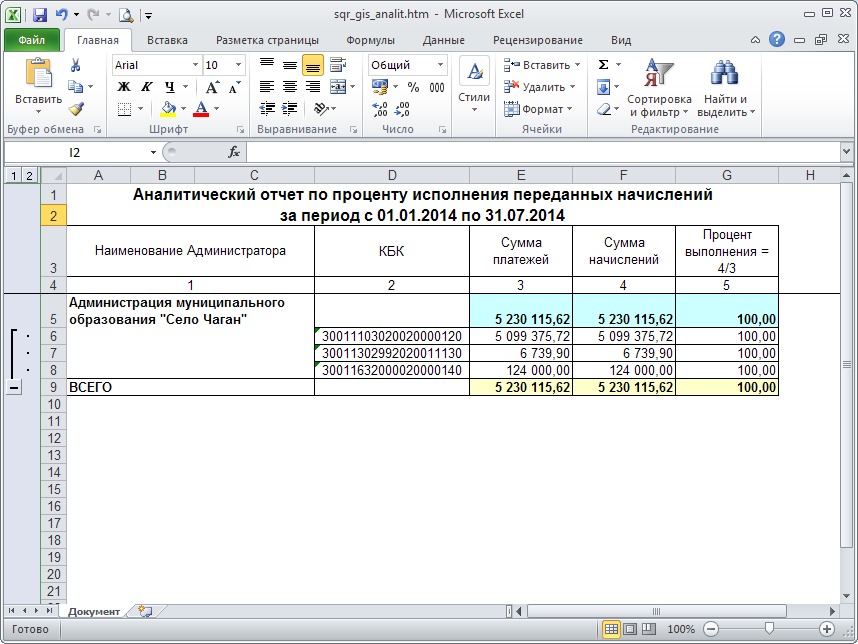 sqr_gis_analit.htm - Microsoft Excel
Файл Главная Вставка Разметка страницы Формулы Данные Рецензирование Вид
Вставить
Буфер обмена
Arial 10
Ж К Ч
Шрифт
Выравнивание
Общий
% 000
Число
Стили
Вставить
Удалить
Формат
Ячейки
Сортировка и фильтр
Найти и выделить
Редактирование
I2 fx
1 2 A B C D E F G H
1 Аналитический отчет по проценту исполнения переданных начислений
2 за период с 01.01.2014 по 31.07.2014
3 Наименование Администратора КБК Сумма платежей Сумма начислений Процент выполнения = 4/3
4 1 2 3 4 5
5 Администрация муниципального образования "Село Чаган" 5 230 115,62 5 230 115,62 100,00
6 30011103020020000120 5 099 375,72 5 099 375,72 100,00
7 30011302992020011130 6 739,90 6 739,90 100,00
8 30011632000020000140 124 000,00 124 000,00 100,00
9 ВСЕГО 5 230 115,62 5 230 115,62 100,00
10
11
12
13
14
15
16
17
18
19
20
21
Документ
Готово 100%